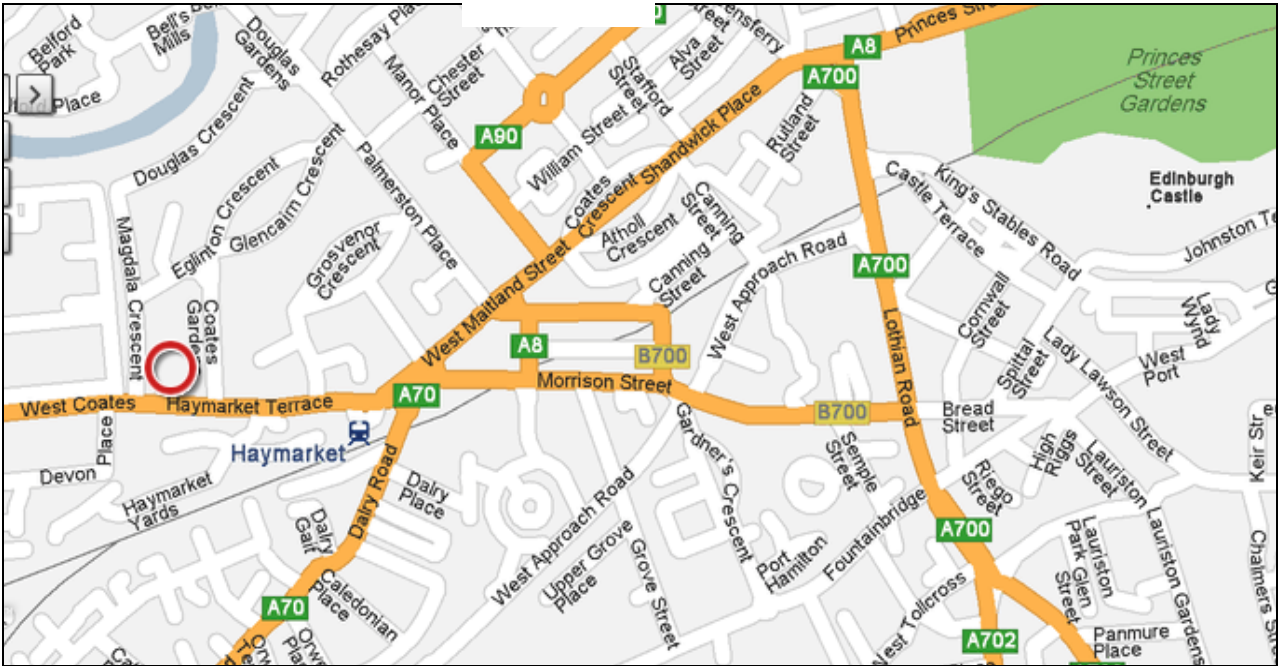 Belford
Park
Bell's
Mills
Douglas
Gardens
Rothesay
Chester
Street
Manor
Place
Alva
Street
Stafford
Street
Princes
A8
A700
Princes
Street
Gardens
>
Place
Douglas Crescent
Palmerston Place
A90
William Street
Shandwick Place
Rutland
Street
Coates
Crescent
Eglinton Crescent
Glencairn Crescent
Grosvenor
Crescent
Magdala Crescent
Coates
Atholl
Crescent
Canning
Street
Canning
Street
Castle Terrace
King's Stables Road
Edinburgh
Castle
Johnston
West Approach Road
A700
Cornwall
Street
Lady
Wynd
West Maitland Street
A8
B700
Lothian Road
Spittal
Street
Lady Lawson Street
West
Port
Morrison Street
A70
West Coates
Haymarket Terrace
B700
Bread
Street
Haymarket
Gardner's Crescent
Semple
Street
High
Riggs
Keir
Devon
Place
Haymarket
Yards
Dalry Road
Dalry
Place
Riego
Street
Lauriston
Street
Dalry
Gait
West Approach Road
Fountainbridge
A700
Upper Grove
Place
Grove Street
Port
Hamilton
Lauriston
Park
Glen
Street
Lauriston Gardens
Chalmers
Caledonian
Place
A70
West Tollcross
A702
Panmure
Place